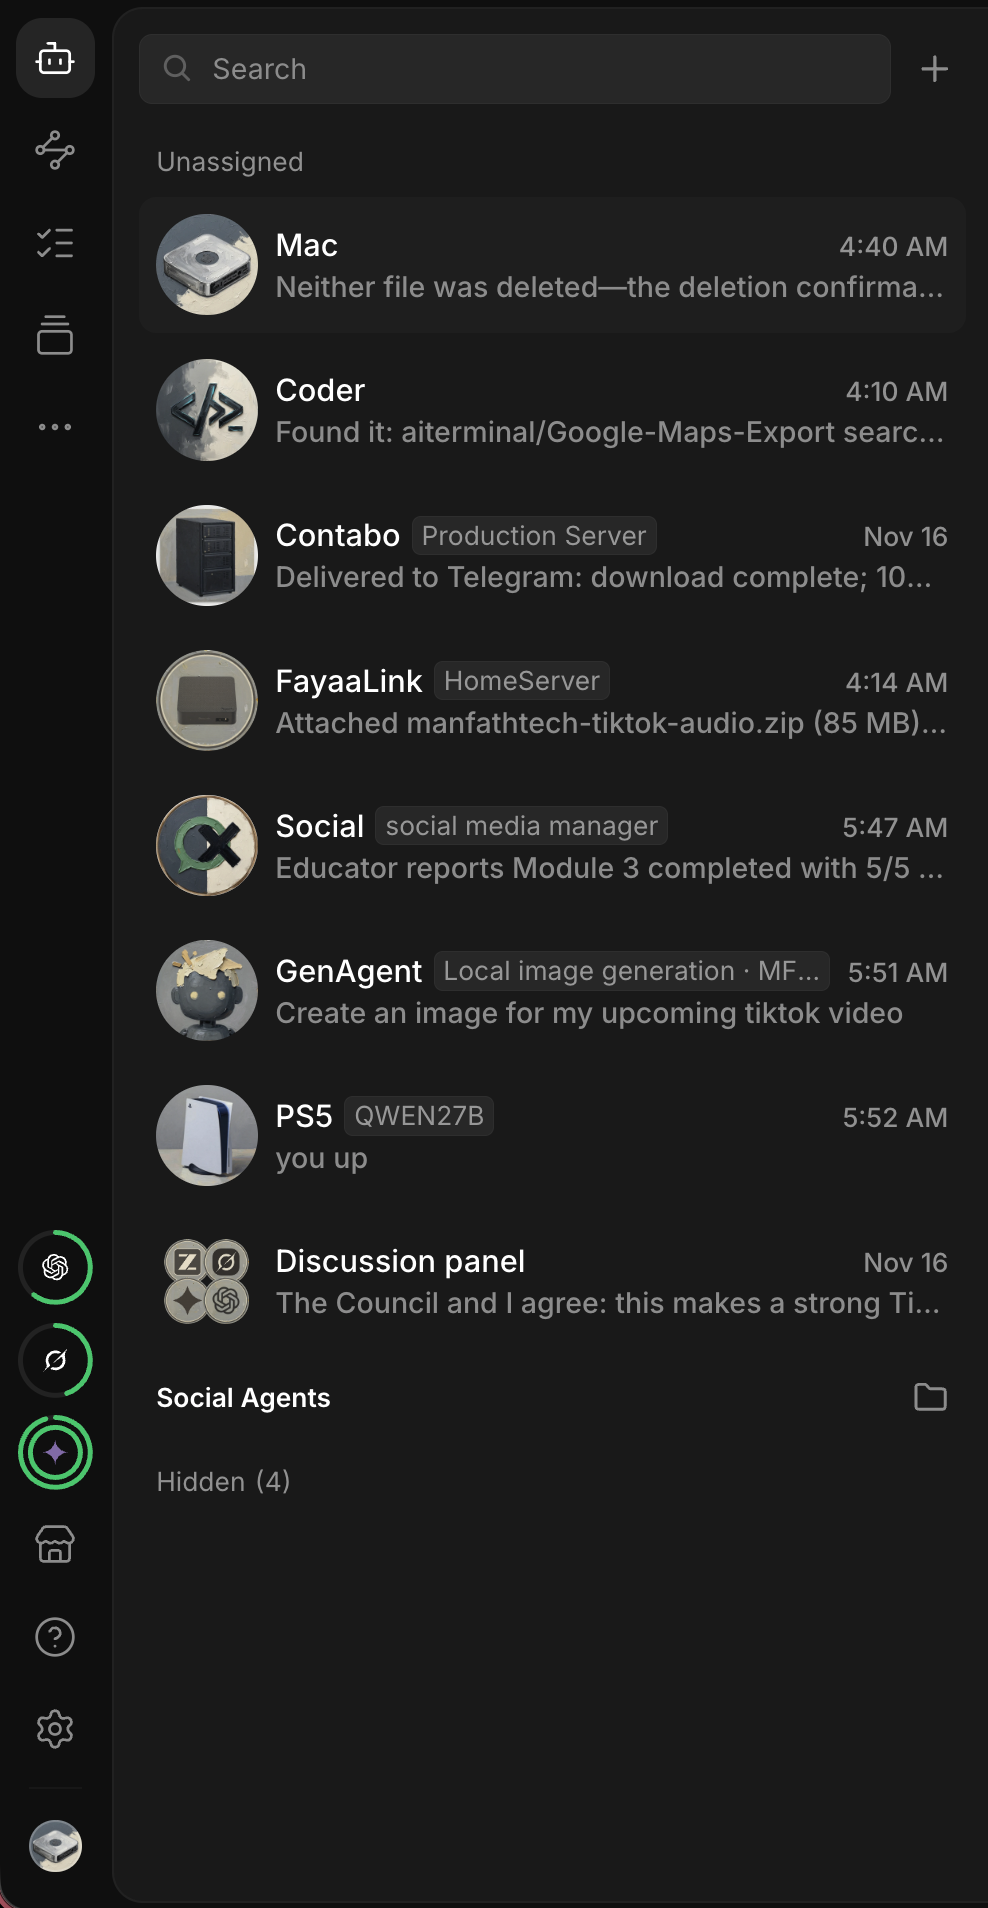 Search
Unassigned
Mac
4:40 AM
Neither file was deleted—the deletion confirma...
Coder
4:10 AM
Found it: aiterminal/Google-Maps-Export searc...
Contabo
Production Server
Nov 16
Delivered to Telegram: download complete; 10...
FayaaLink
HomeServer
4:14 AM
Attached manfathtech-tiktok-audio.zip (85 MB)...
Social
social media manager
5:47 AM
Educator reports Module 3 completed with 5/5 ...
GenAgent
Local image generation · MF...
5:51 AM
Create an image for my upcoming tiktok video
PS5
QWEN27B
5:52 AM
you up
Discussion panel
Nov 16
The Council and I agree: this makes a strong Ti...
Social Agents
Hidden (4)